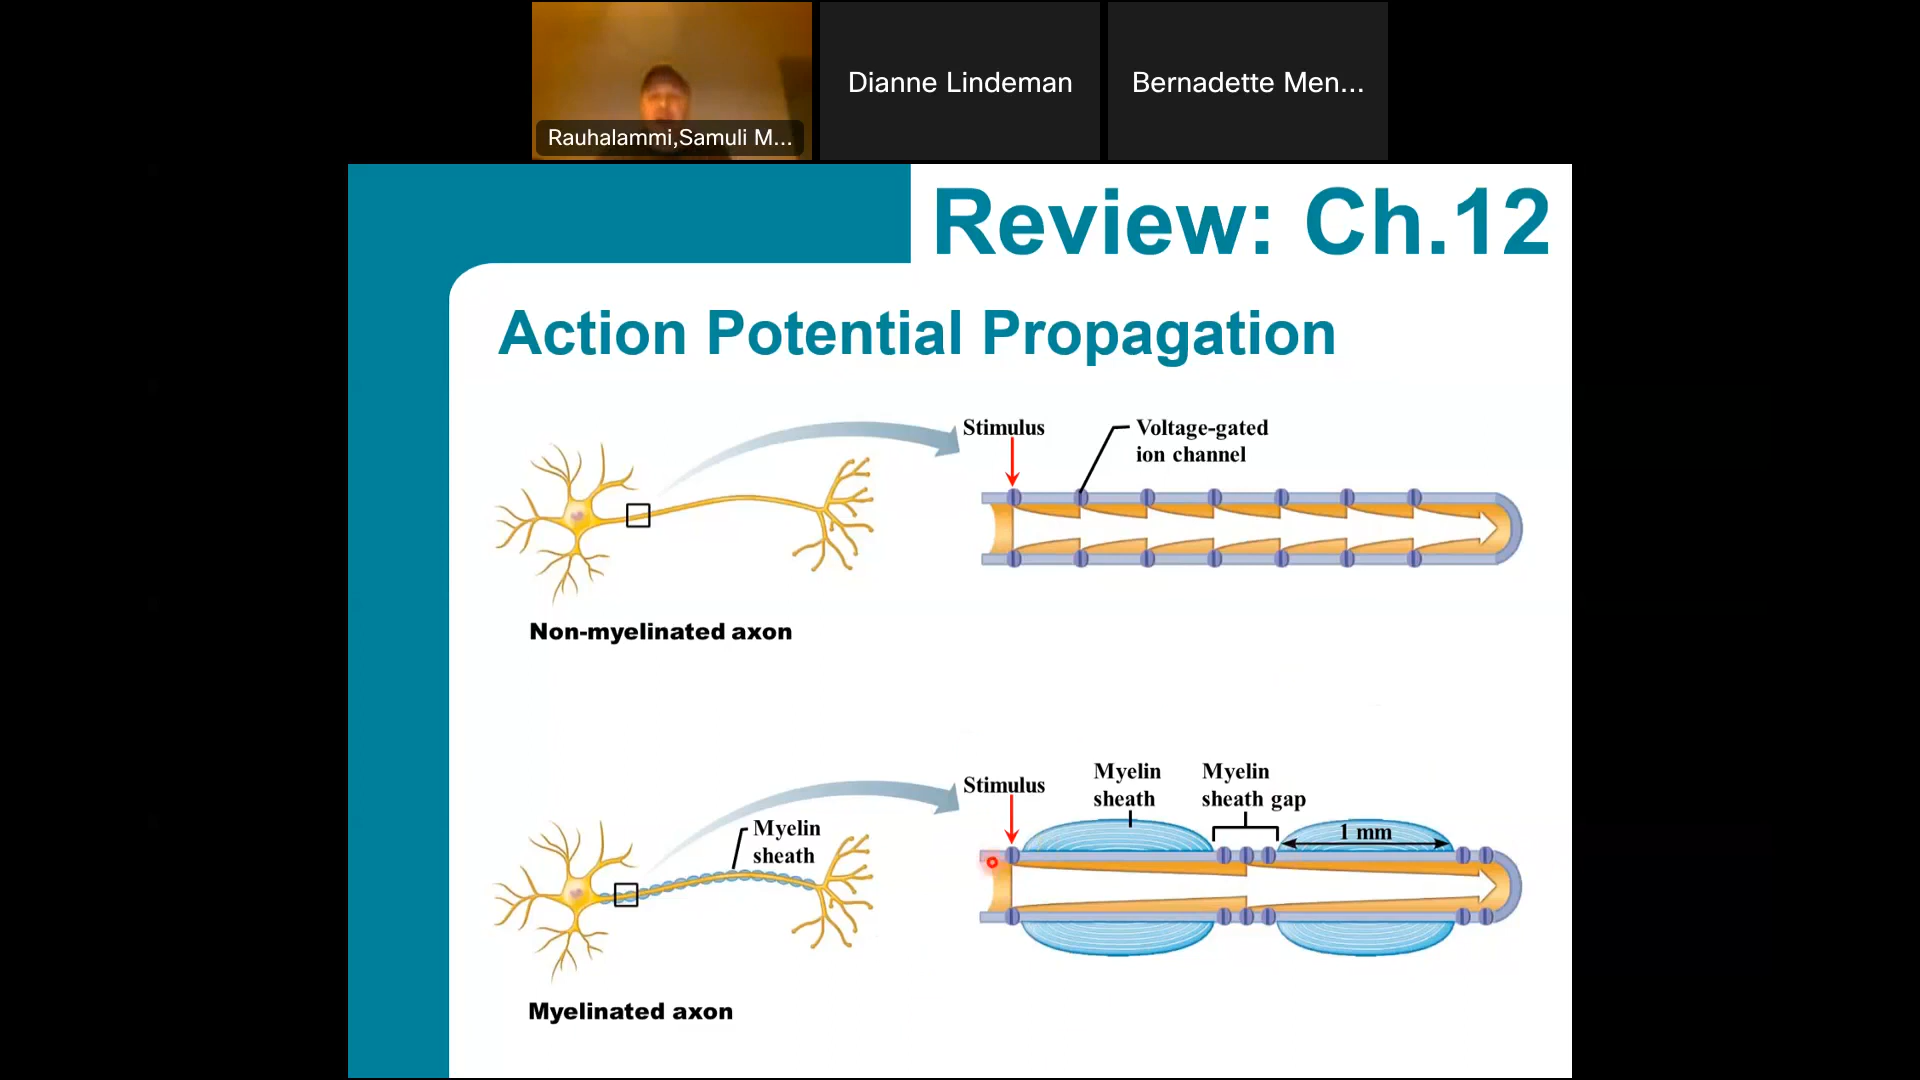 Rauhalammi,Samuli M...
Dianne Lindeman
Bernadette Men...
Review: Ch.12
Action Potential Propagation
Stimulus
Voltage-gated
ion channel
Non-myelinated axon
Stimulus
Myelin
sheath
Myelin
sheath gap
1 mm
Myelin
sheath
Myelinated axon